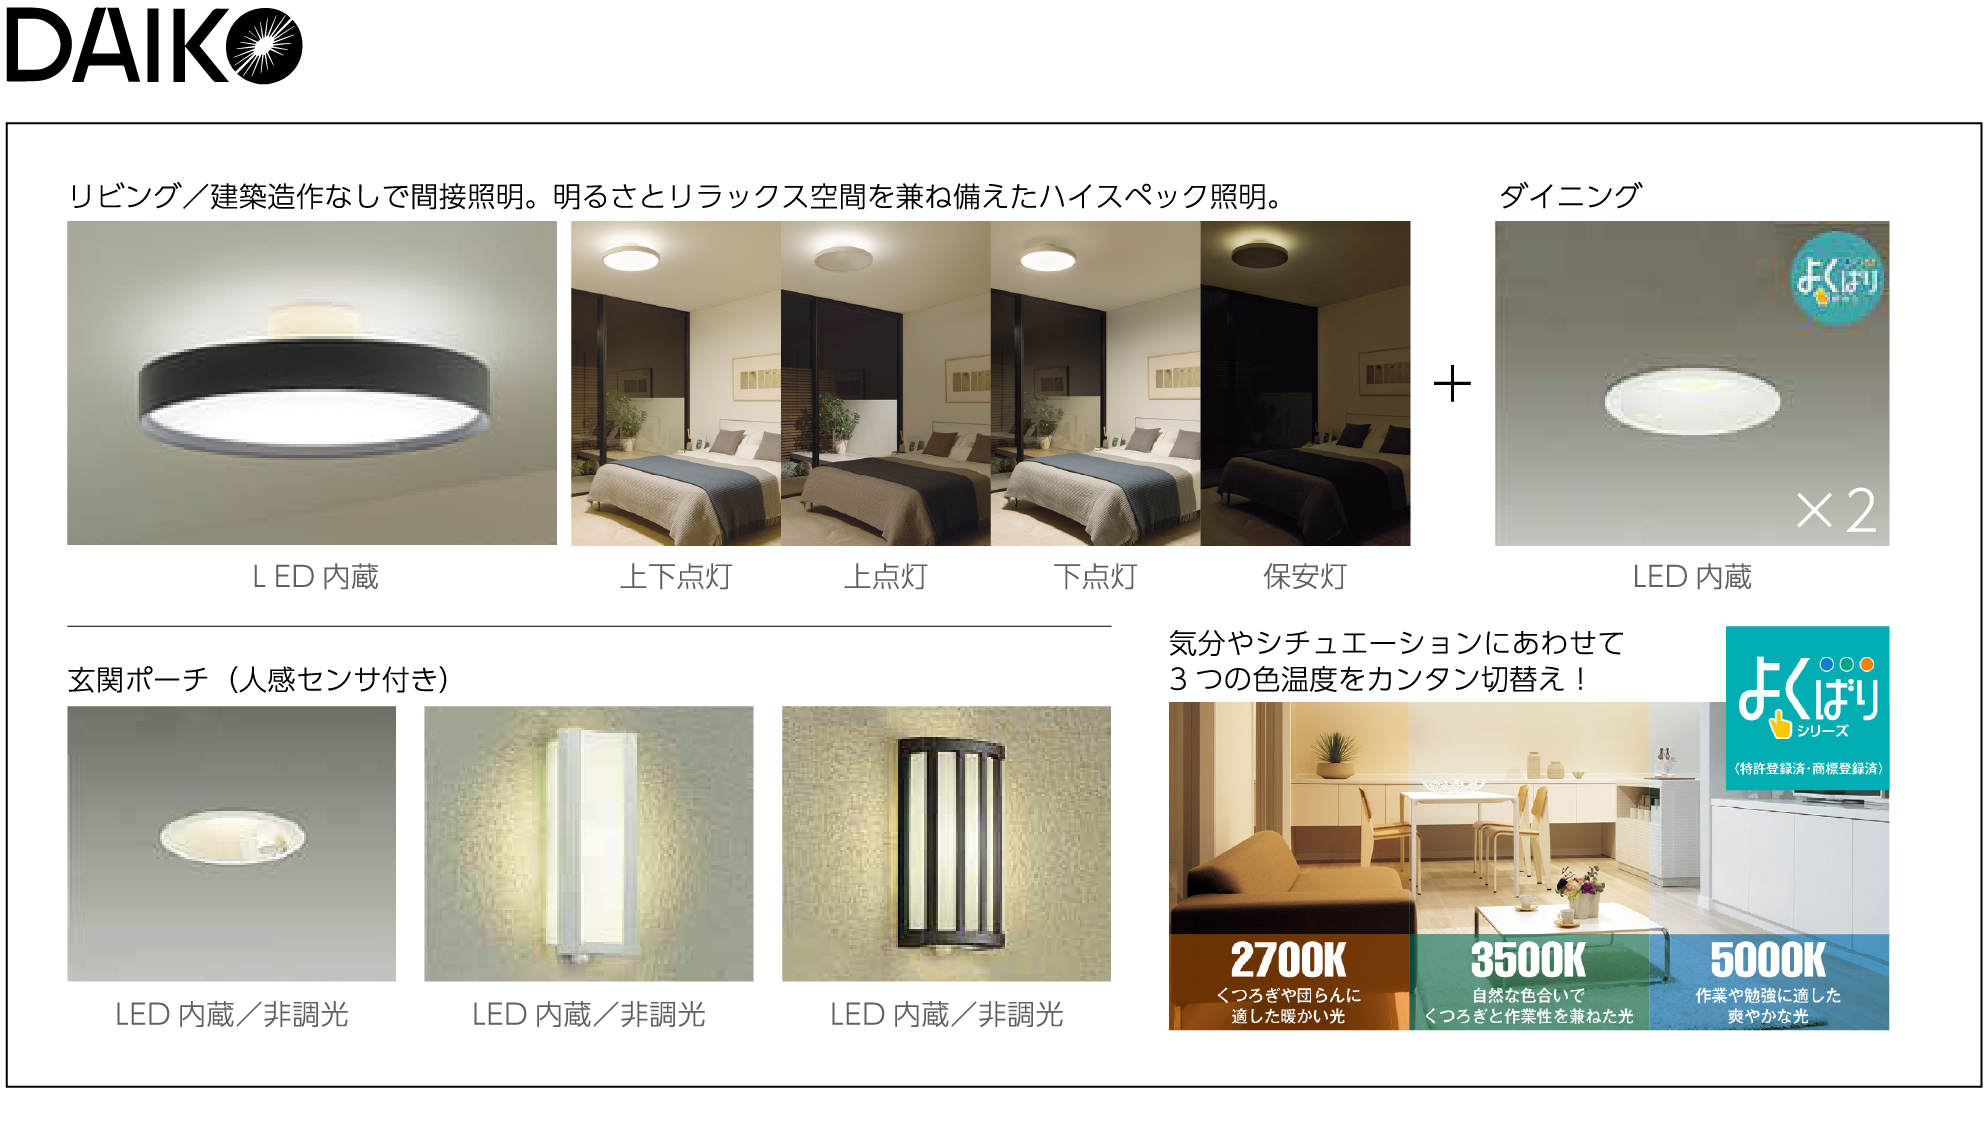 DAIKO
リビング／建築造作なしで間接照明。明るさとリラックス空間を兼ね備えたハイスペック照明。
ダイニング
よくばり
＋
×2
LED 内蔵
上下点灯
上点灯
下点灯
保安灯
LED 内蔵
玄関ポーチ（人感センサ付き）
LED 内蔵／非調光
LED 内蔵／非調光
LED 内蔵／非調光
気分やシチュエーションにあわせて
3 つの色温度をカンタン切替え！
よくばり
シリーズ
〈特許登録済・商標登録済〉
2700K
くつろぎや団らんに
適した暖かい光
3500K
自然な色合いで
くつろぎと作業性を兼ねた光
5000K
作業や勉強に適した
爽やかな光